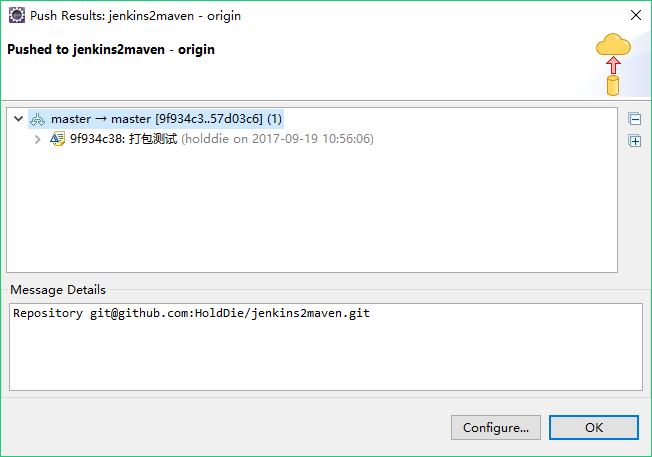 Push Results: jenkins2maven - origin
Pushed to jenkins2maven - origin
master → master [9f934c3..57d03c6] (1)
9f934c38: 打包测试 (holddie on 2017-09-19 10:56:06)
Message Details
Repository git@github.com:HoldDie/jenkins2maven.git
Configure... OK